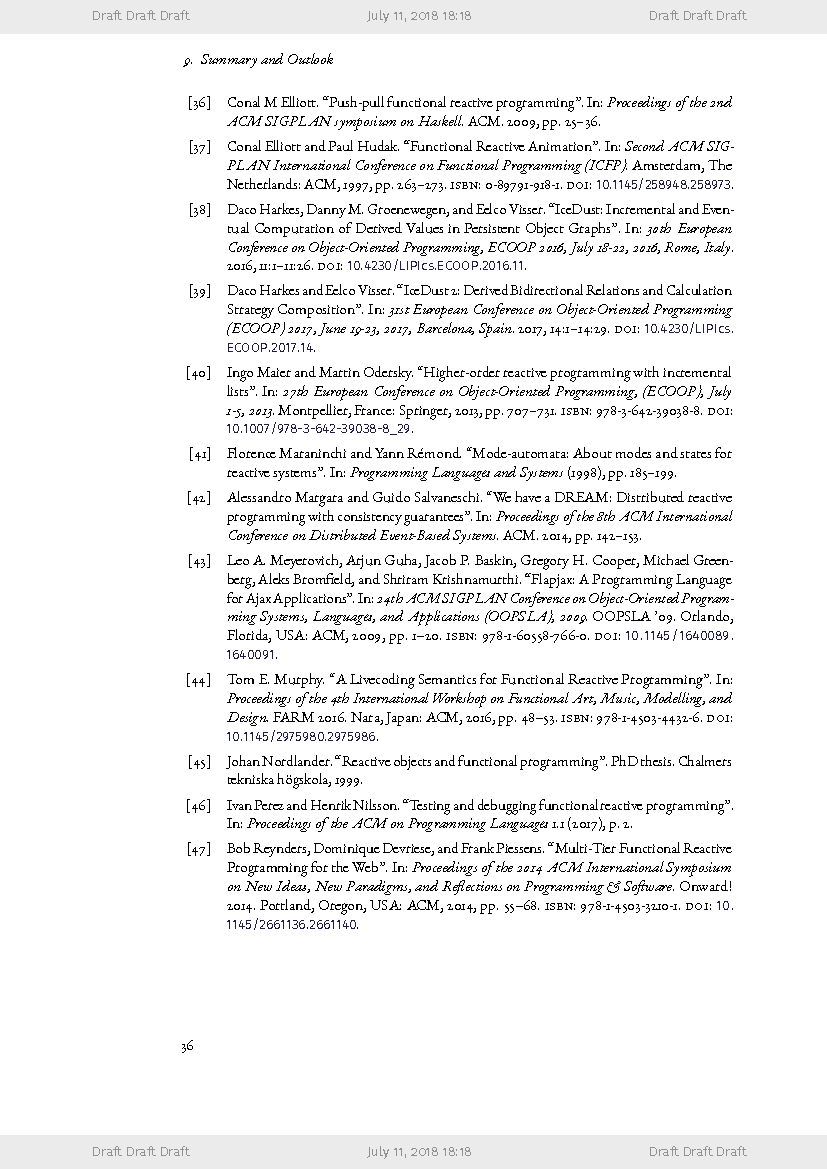 Draft Draft Draft July 11, 2018 18:18 Draft Draft Draft
9. Summary and Outlook
[36] Conal M Elliott. “Push-pull functional reactive programming”. In: Proceedings of the 2nd
ACM SIGPLAN symposium on Haskell. ACM. 2009, pp. 25–36.
[37] Conal Elliott and Paul Hudak. “Functional Reactive Animation”. In: Second ACM SIG-
PLAN International Conference on Functional Programming (ICFP). Amsterdam, The
Netherlands: ACM, 1997, pp. 263–273. ISBN: 0-89791-918-1. DOI: 10.1145/258948.258973.
[38] Daco Harkes, Danny M. Groenewegen, and Eelco Visser. “IceDust: Incremental and Even-
tual Computation of Derived Values in Persistent Object Graphs”. In: 30th European
Conference on Object-Oriented Programming, ECOOP 2016, July 18-22, 2016, Rome, Italy.
2016, 11:1–11:26. DOI: 10.4230/LIPIcs.ECOOP.2016.11.
[39] Daco Harkes and Eelco Visser. “IceDust 2: Derived Bidirectional Relations and Calculation
Strategy Composition”. In: 31st European Conference on Object-Oriented Programming
(ECOOP) 2017, June 19-23, 2017, Barcelona, Spain. 2017, 14:1–14:29. DOI: 10.4230/LIPIcs.
ECOOP.2017.14.
[40] Ingo Maier and Martin Odersky. “Higher-order reactive programming with incremental
lists”. In: 27th European Conference on Object-Oriented Programming, (ECOOP), July
1-5, 2013. Montpellier, France: Springer, 2013, pp. 707–731. ISBN: 978-3-642-39038-8. DOI:
10.1007/978-3-642-39038-8_29.
[41] Florence Maraninchi and Yann Rémond. “Mode-automata: About modes and states for
reactive systems”. In: Programming Languages and Systems (1998), pp. 185–199.
[42] Alessandro Margara and Guido Salvaneschi. “We have a DREAM: Distributed reactive
programming with consistency guarantees”. In: Proceedings of the 8th ACM International
Conference on Distributed Event-Based Systems. ACM. 2014, pp. 142–153.
[43] Leo A. Meyerovich, Arjun Guha, Jacob P. Baskin, Gregory H. Cooper, Michael Green-
berg, Aleks Bromfield, and Shriram Krishnamurthi. “Flapjax: A Programming Language
for Ajax Applications”. In: 24th ACM SIGPLAN Conference on Object-Oriented Program-
ming Systems, Languages, and Applications (OOPSLA), 2009. OOPSLA ’09. Orlando,
Florida, USA: ACM, 2009, pp. 1–20. ISBN: 978-1-60558-766-0. DOI: 10.1145/1640089.
1640091.
[44] Tom E. Murphy. “A Livecoding Semantics for Functional Reactive Programming”. In:
Proceedings of the 4th International Workshop on Functional Art, Music, Modelling, and
Design. FARM 2016. Nara, Japan: ACM, 2016, pp. 48–53. ISBN: 978-1-4503-4432-6. DOI:
10.1145/2975980.2975986.
[45] Johan Nordlander. “Reactive objects and functional programming”. PhD thesis. Chalmers
tekniska högskola, 1999.
[46] Ivan Perez and Henrik Nilsson. “Testing and debugging functional reactive programming”.
In: Proceedings of the ACM on Programming Languages 1.1 (2017), p. 2.
[47] Bob Reynders, Dominique Devriese, and Frank Piessens. “Multi-Tier Functional Reactive
Programming for the Web”. In: Proceedings of the 2014 ACM International Symposium
on New Ideas, New Paradigms, and Reflections on Programming & Software. Onward!
2014. Portland, Oregon, USA: ACM, 2014, pp. 55–68. ISBN: 978-1-4503-3210-1. DOI: 10.
1145/2661136.2661140.
36
Draft Draft Draft July 11, 2018 18:18 Draft Draft Draft